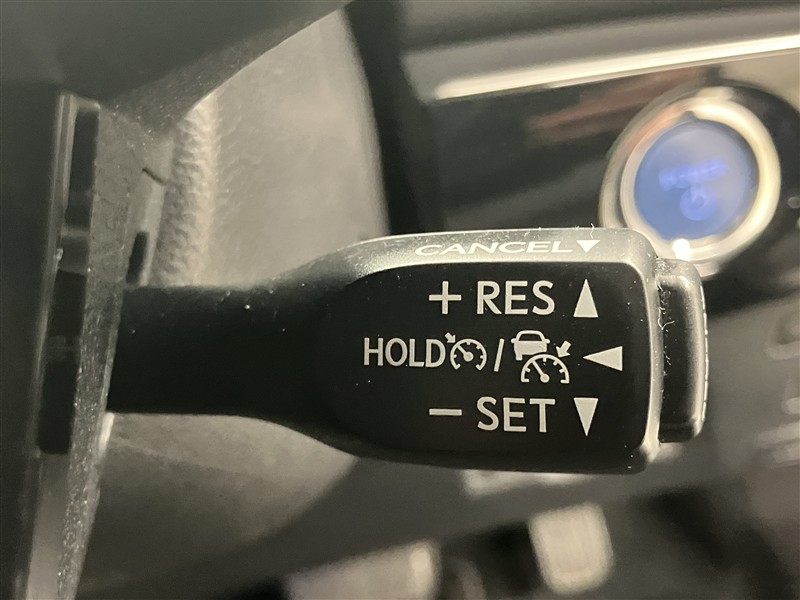 CANCEL
+ RES
HOLD /
- SET